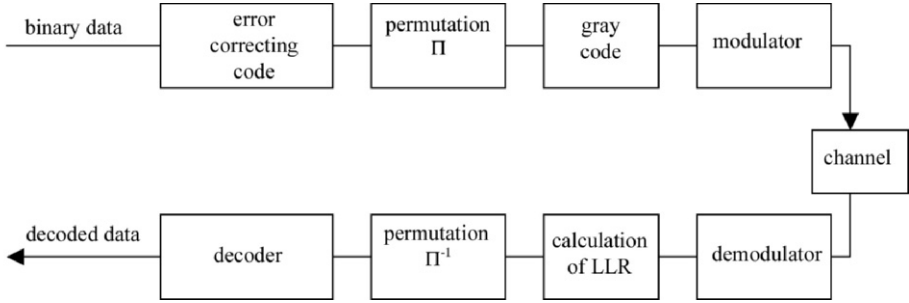 binary data
error
correcting
code
permutation
Π
gray
code
modulator
channel
decoded data
decoder
permutation
Π-1
calculation
of LLR
demodulator